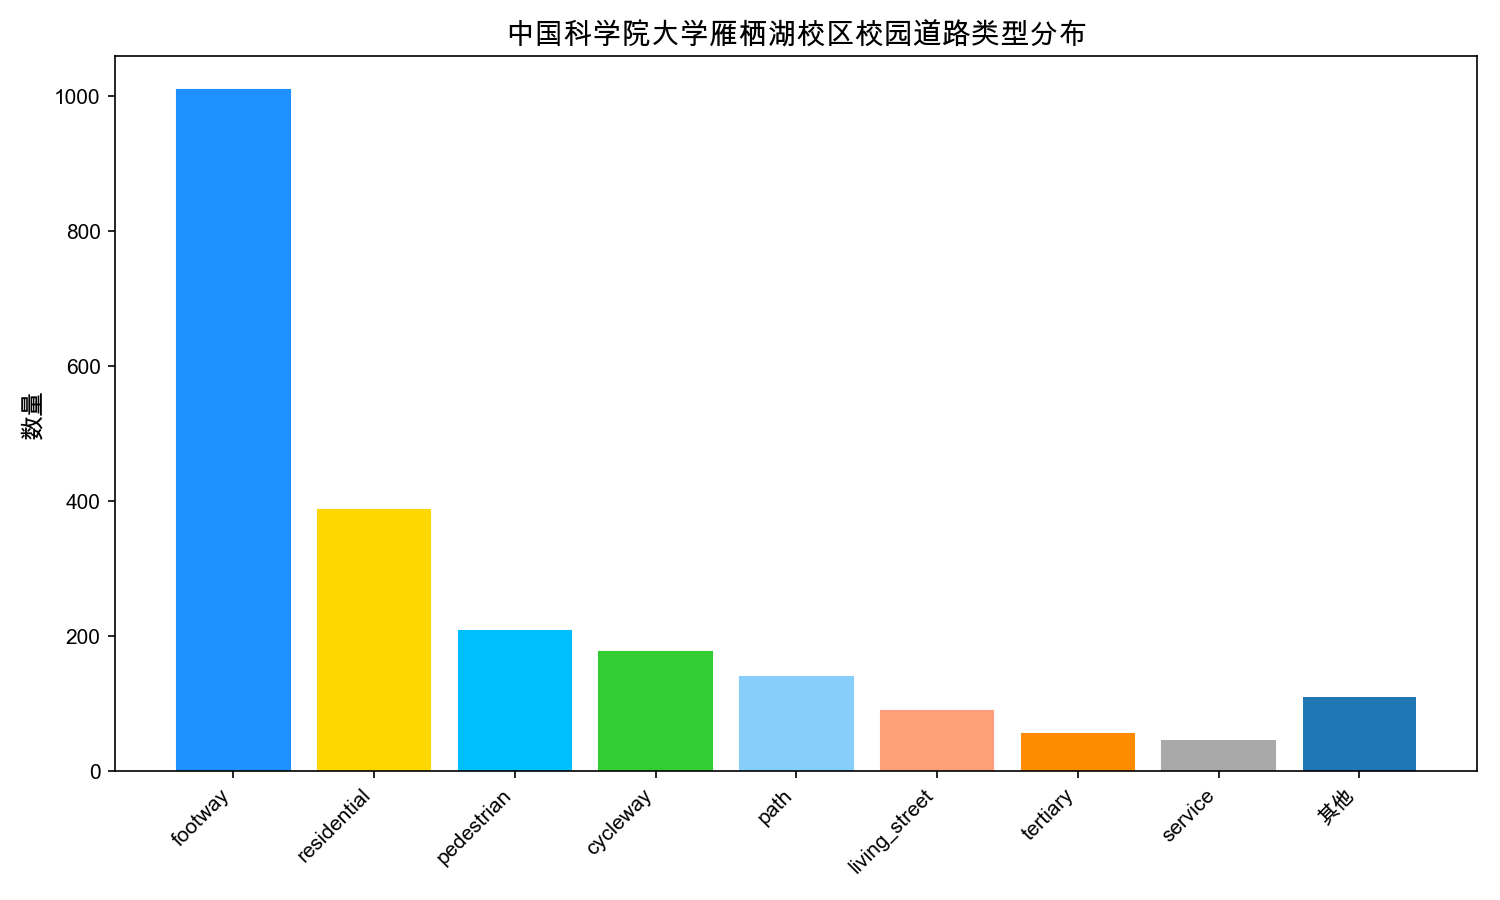 中国科学院大学雁栖湖校区校园道路类型分布
数量
1000
800
600
400
200
0
footway
residential
pedestrian
cycleway
path
living_street
tertiary
service
其他